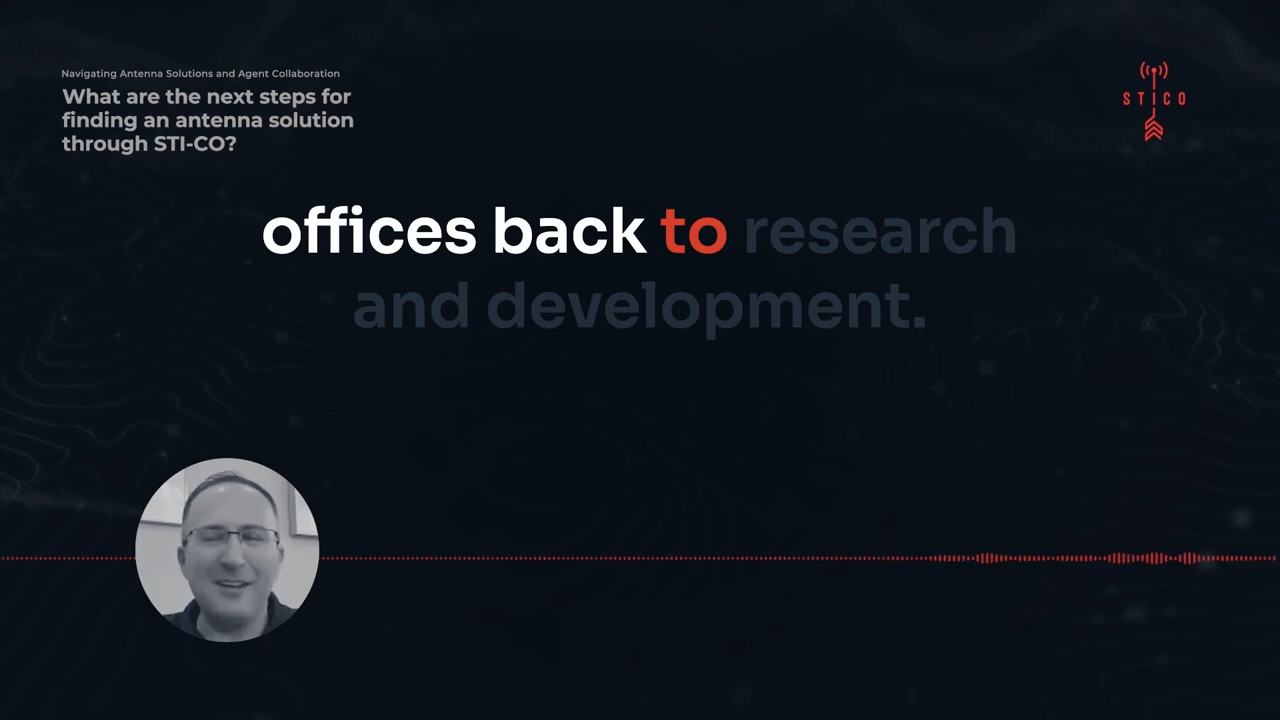 Navigating Antenna Solutions and Agent Collaboration
What are the next steps for
finding an antenna solution
through STI-CO?
STICO
offices back to research
and development.